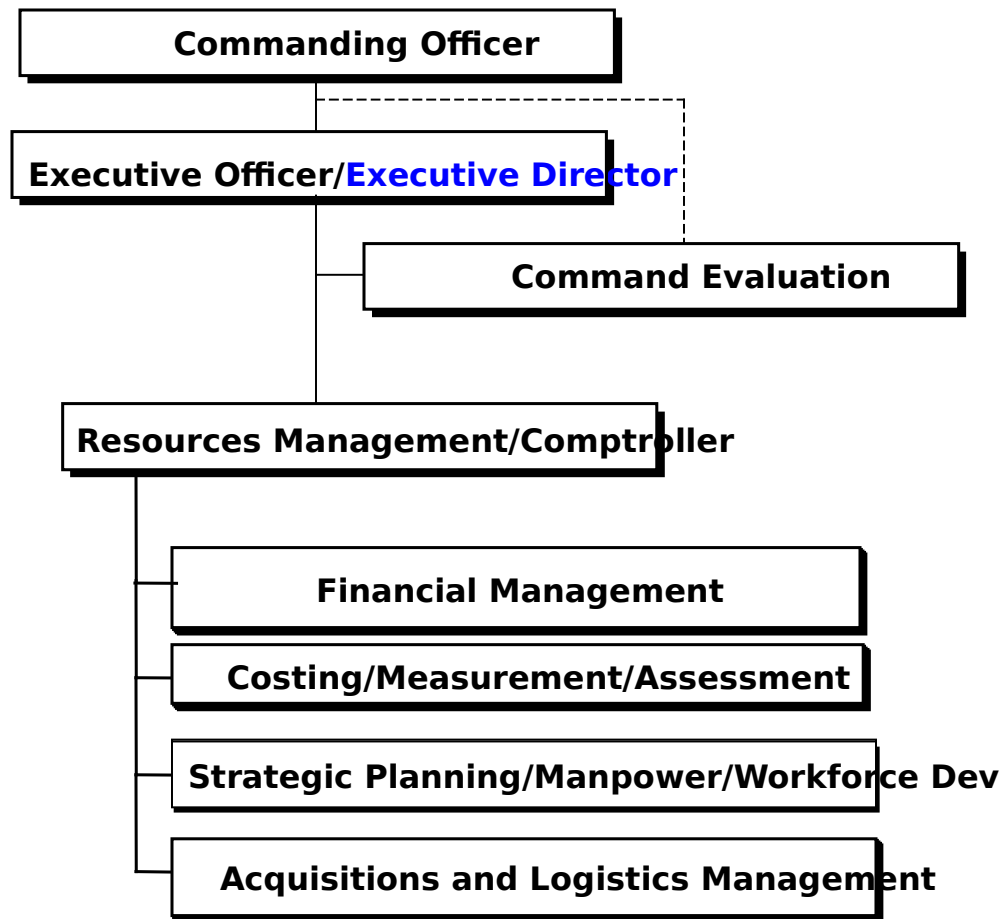 Commanding Officer
Executive Officer/Executive Director
Command Evaluation
Resources Management/Comptroller
Financial Management
Costing/Measurement/Assessment
Strategic Planning/Manpower/Workforce Dev
Acquisitions and Logistics Management